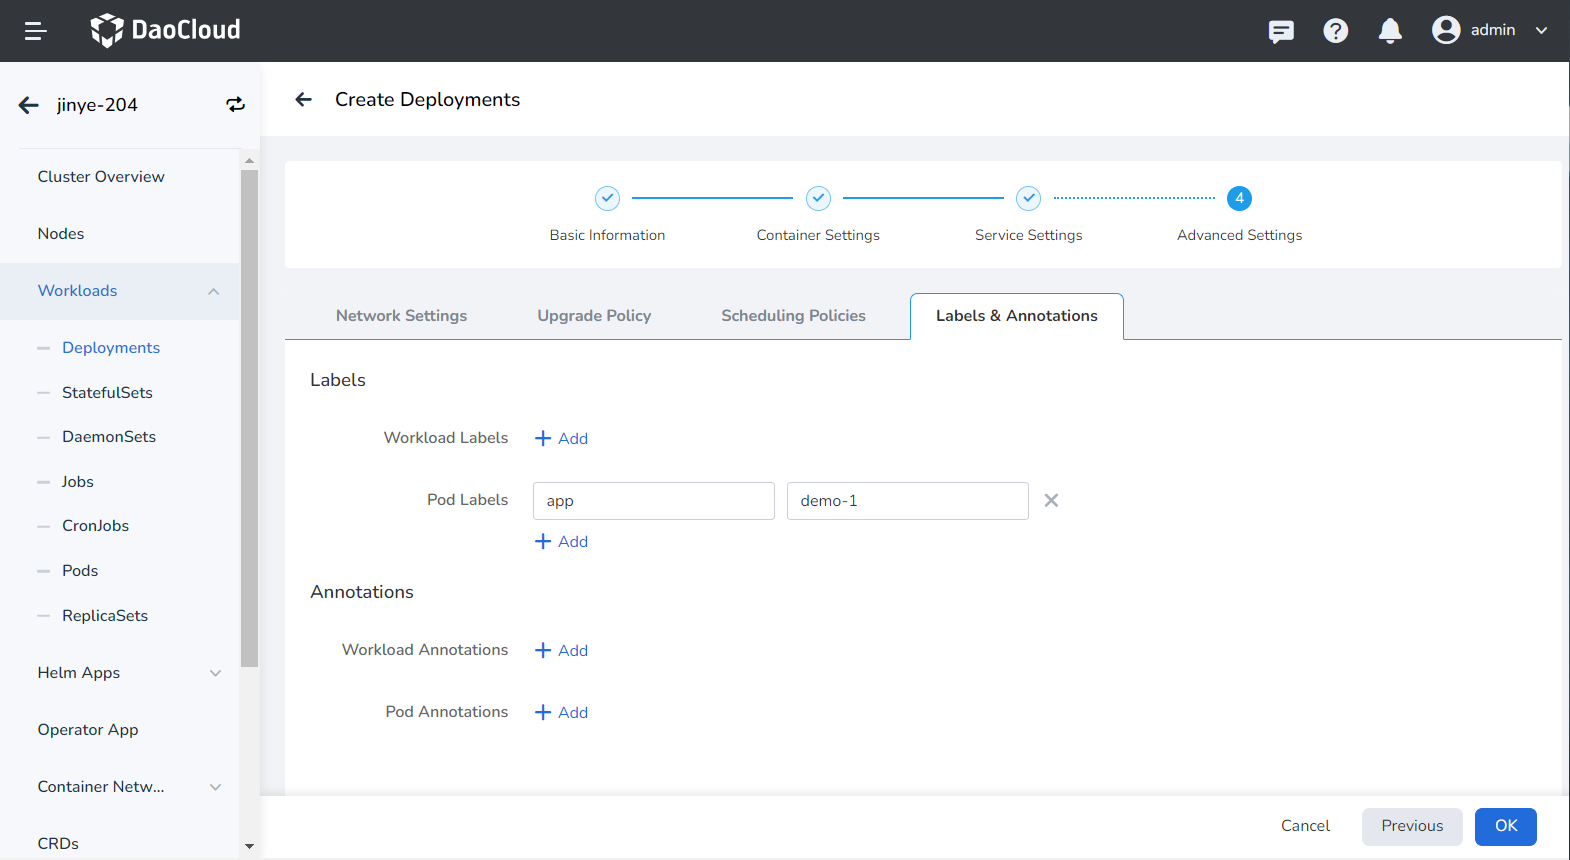 DaoCloud
admin
jinye-204
Create Deployments
Cluster Overview
Nodes
Workloads
Deployments
StatefulSets
DaemonSets
Jobs
CronJobs
Pods
ReplicaSets
Helm Apps
Operator App
Container Netw...
CRDs
4
Basic Information
Container Settings
Service Settings
Advanced Settings
Network Settings
Upgrade Policy
Scheduling Policies
Labels & Annotations
Labels
Workload Labels
Add
Pod Labels
app
demo-1
Add
Annotations
Workload Annotations
Add
Pod Annotations
Add
Cancel
Previous
OK